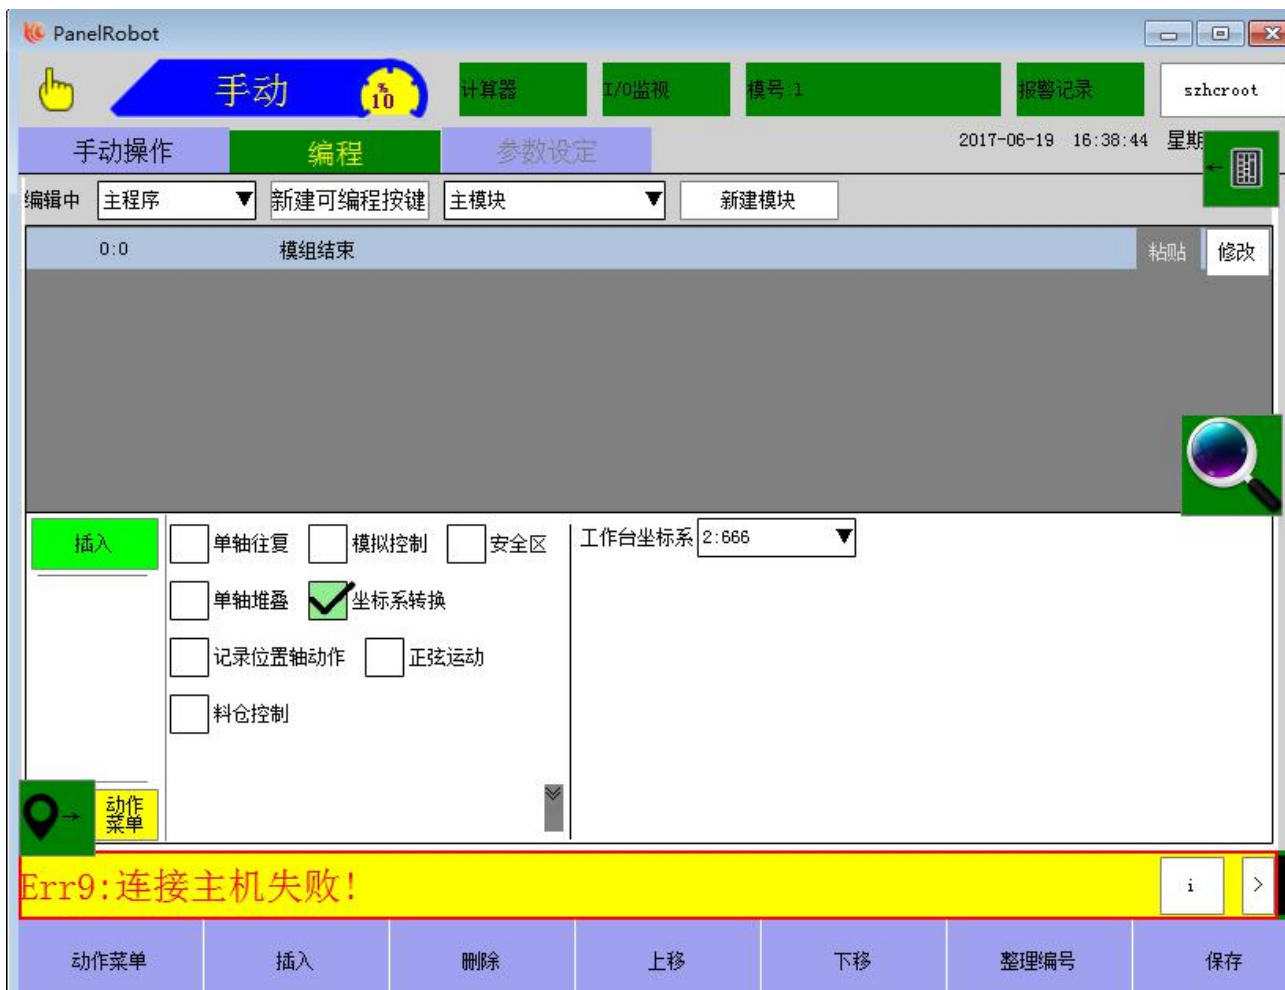 PanelRobot
手动 % 10 计算器 I/O监视 模号:1 报警记录 szhcroot
手动操作 编程 参数设定 2017-06-19 16:38:44 星期
编辑中 主程序 新建可编程按键 主模块 新建模块
0:0 模组结束 粘贴 修改
插入 单轴往复 模拟控制 安全区 工作台坐标系 2:666
单轴堆叠 坐标系转换
记录位置轴动作 正弦运动
料仓控制
动作
菜单
Err9:连接主机失败! i >
动作菜单 插入 删除 上移 下移 整理编号 保存